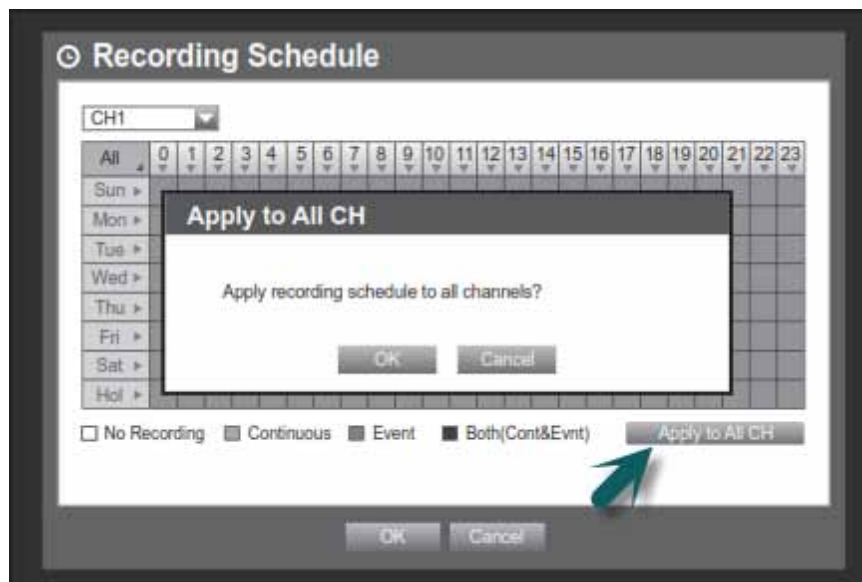 Recording Schedule
CH1
All 0 1 2 3 4 5 6 7 8 9 10 11 12 13 14 15 16 17 18 19 20 21 22 23
Sun
Mon
Tue
Wed
Thu
Fri
Sat
Hol
Apply to All CH
Apply recording schedule to all channels?
OK Cancel
No Recording Continuous Event Both(Cont&Evnt) Apply to All CH
OK Cancel